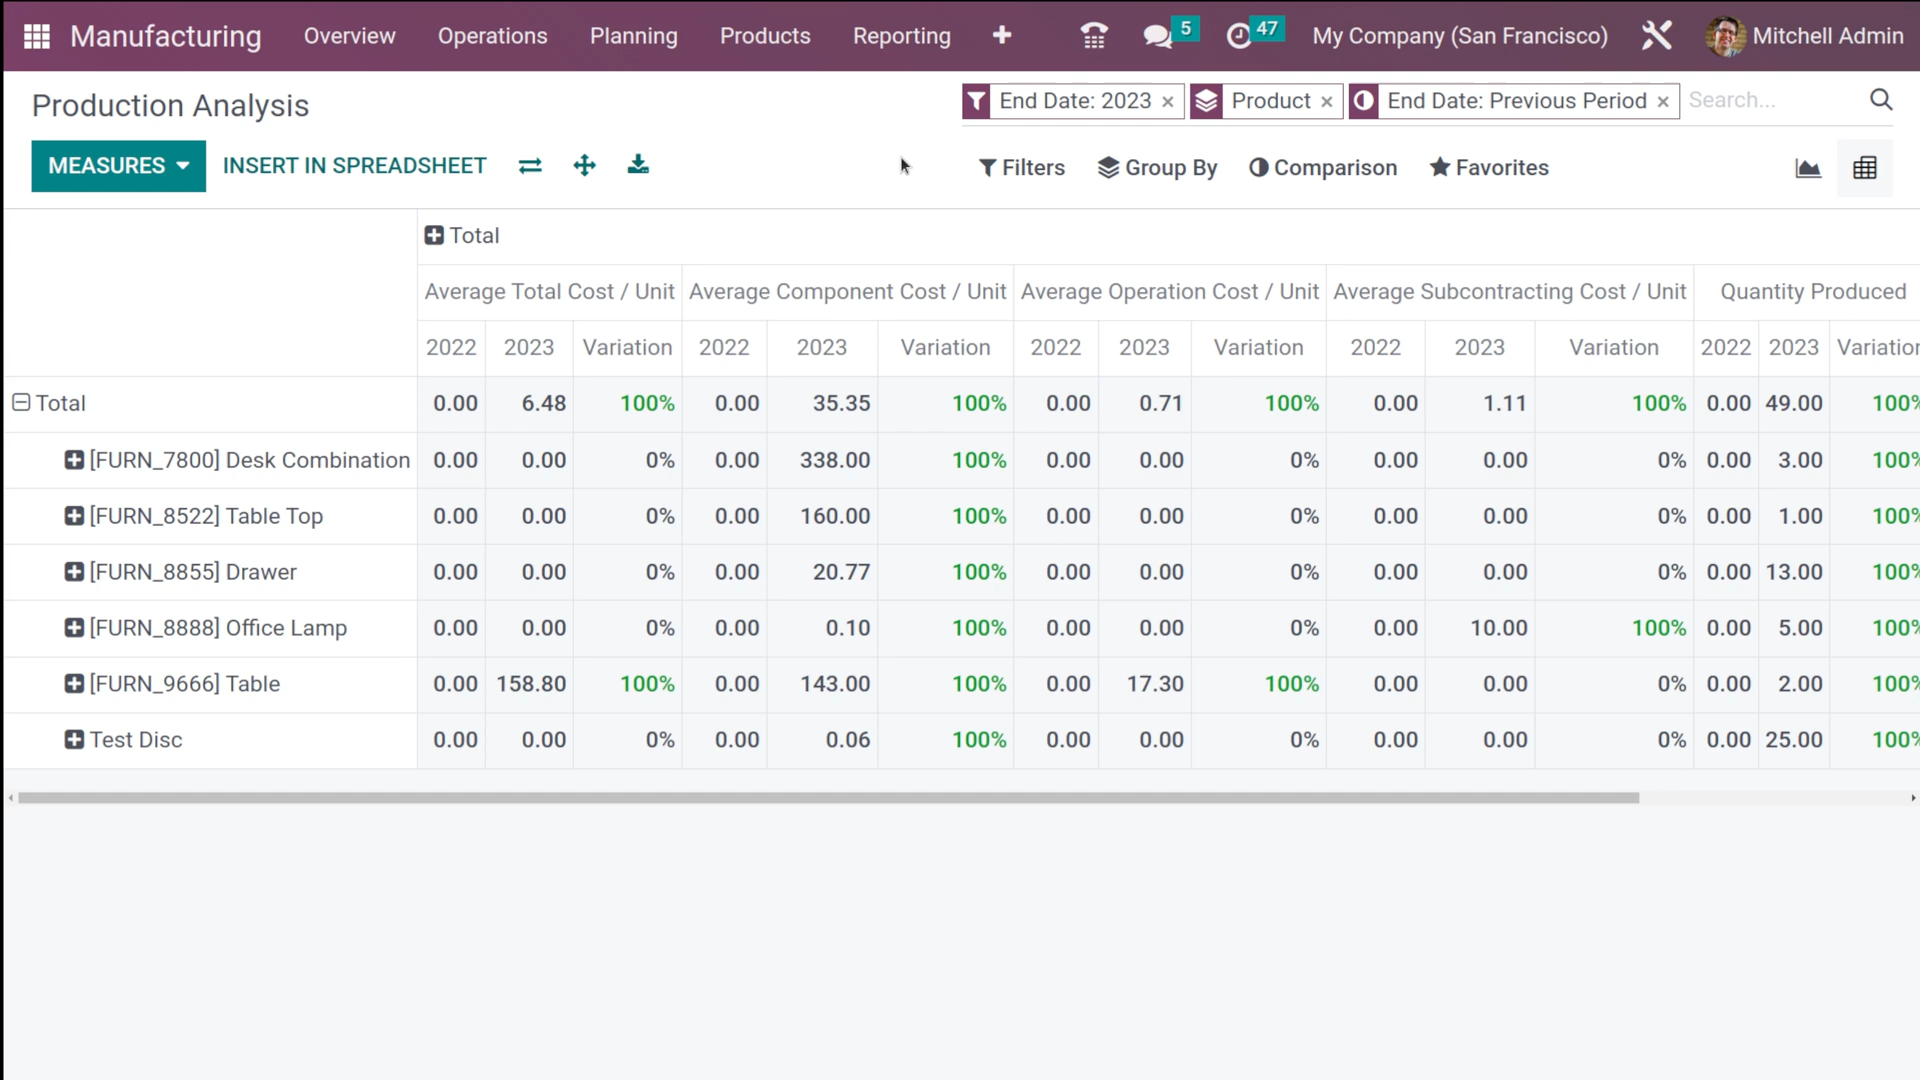 Manufacturing Overview Operations Planning Products Reporting 5 47 My Company (San Francisco) Mitchell Admin
Production Analysis
End Date: 2023 × Product × End Date: Previous Period × Search...
MEASURES INSERT IN SPREADSHEET Filters Group By Comparison Favorites
Total
Average Total Cost / Unit Average Component Cost / Unit Average Operation Cost / Unit Average Subcontracting Cost / Unit Quantity Produced
2022 2023 Variation 2022 2023 Variation 2022 2023 Variation 2022 2023 Variation 2022 2023 Variation
Total 0.00 6.48 100% 0.00 35.35 100% 0.00 0.71 100% 0.00 1.11 100% 0.00 49.00 100%
[FURN_7800] Desk Combination 0.00 0.00 0% 0.00 338.00 100% 0.00 0.00 0% 0.00 0.00 0% 0.00 3.00 100%
[FURN_8522] Table Top 0.00 0.00 0% 0.00 160.00 100% 0.00 0.00 0% 0.00 0.00 0% 0.00 1.00 100%
[FURN_8855] Drawer 0.00 0.00 0% 0.00 20.77 100% 0.00 0.00 0% 0.00 0.00 0% 0.00 13.00 100%
[FURN_8888] Office Lamp 0.00 0.00 0% 0.00 0.10 100% 0.00 0.00 0% 0.00 10.00 100% 0.00 5.00 100%
[FURN_9666] Table 0.00 158.80 100% 0.00 143.00 100% 0.00 17.30 100% 0.00 0.00 0% 0.00 2.00 100%
Test Disc 0.00 0.00 0% 0.00 0.06 100% 0.00 0.00 0% 0.00 0.00 0% 0.00 25.00 100%